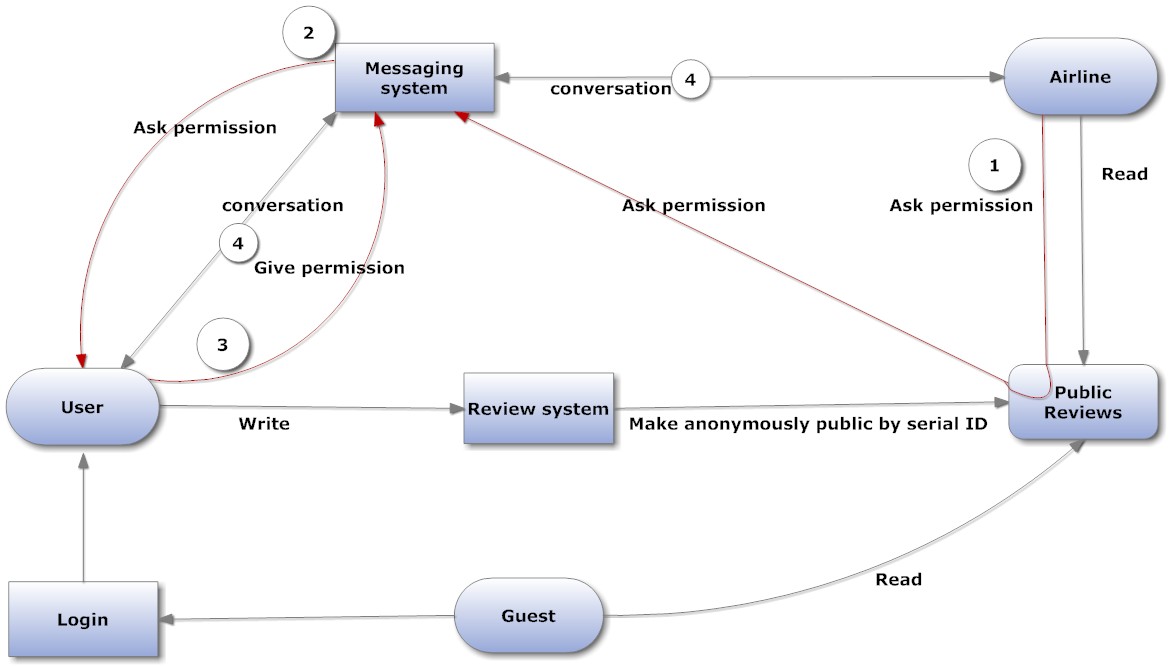 2
Messaging
system
conversation
4
Airline
Ask permission
1
Read
conversation
Ask permission
Ask permission
4
Give permission
3
User
Write
Review system
Make anonymously public by serial ID
Public
Reviews
Read
Login
Guest